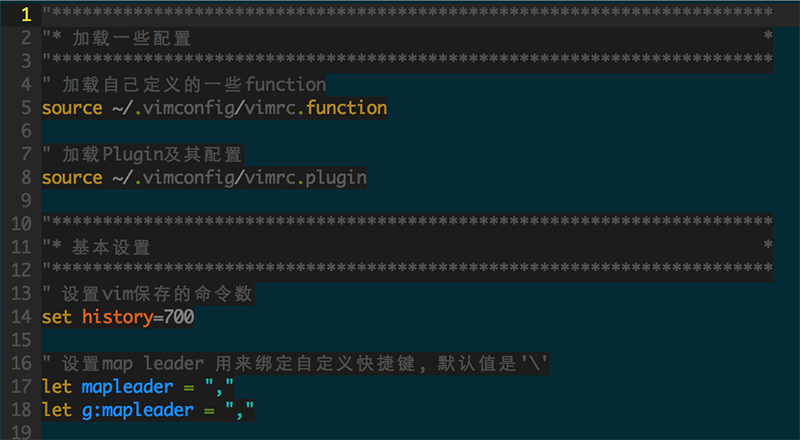 1 "***********************************************************************
2 "* 加载一些配置 *
3 "***********************************************************************
4 " 加载自己定义的一些function
5 source ~/.vimconfig/vimrc.function
6
7 " 加载Plugin及其配置
8 source ~/.vimconfig/vimrc.plugin
9
10 "***********************************************************************
11 "* 基本设置 *
12 "***********************************************************************
13 " 设置vim保存的命令数
14 set history=700
15
16 " 设置map leader 用来绑定自定义快捷键, 默认值是'\'
17 let mapleader = ","
18 let g:mapleader = ","
19